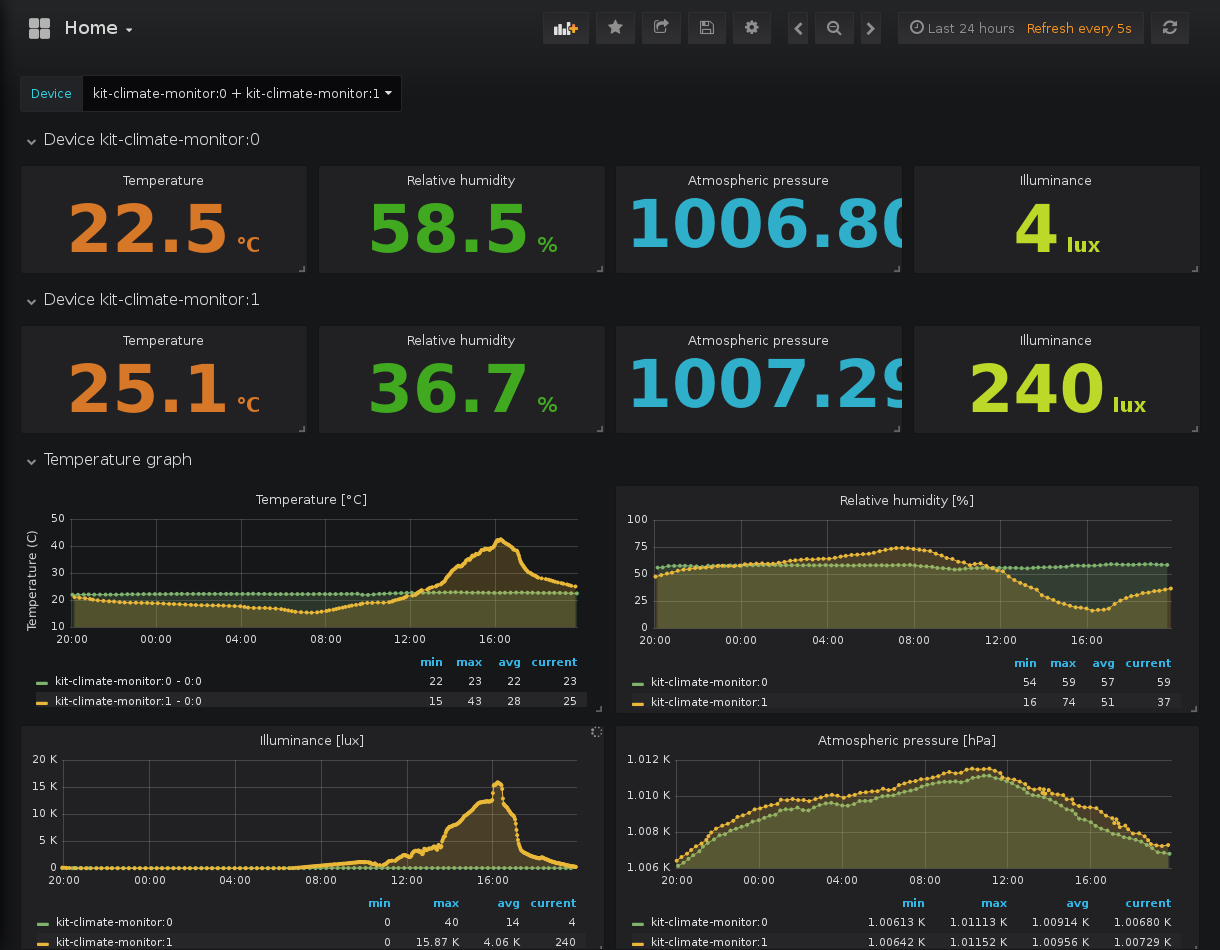 Home
Last 24 hours Refresh every 5s
Device kit-climate-monitor:0 + kit-climate-monitor:1
Device kit-climate-monitor:0
Temperature Relative humidity Atmospheric pressure Illuminance
22.5 °C 58.5 % 1006.80 4 lux
Device kit-climate-monitor:1
Temperature Relative humidity Atmospheric pressure Illuminance
25.1 °C 36.7 % 1007.29 240 lux
Temperature graph
Temperature [°C]
Temperature (C)
50
40
30
20
10
20:00 00:00 04:00 08:00 12:00 16:00
min max avg current
kit-climate-monitor:0 - 0:0 22 23 22 23
kit-climate-monitor:1 - 0:0 15 43 28 25
Relative humidity [%]
100
75
50
25
0
20:00 00:00 04:00 08:00 12:00 16:00
min max avg current
kit-climate-monitor:0 54 59 57 59
kit-climate-monitor:1 16 74 51 37
Illuminance [lux]
20 K
15 K
10 K
5 K
0
20:00 00:00 04:00 08:00 12:00 16:00
min max avg current
kit-climate-monitor:0 0 40 14 4
kit-climate-monitor:1 0 15.87 K 4.06 K 240
Atmospheric pressure [hPa]
1.012 K
1.010 K
1.008 K
1.006 K
20:00 00:00 04:00 08:00 12:00 16:00
min max avg current
kit-climate-monitor:0 1.00613 K 1.01113 K 1.00914 K 1.00680 K
kit-climate-monitor:1 1.00642 K 1.01152 K 1.00956 K 1.00729 K